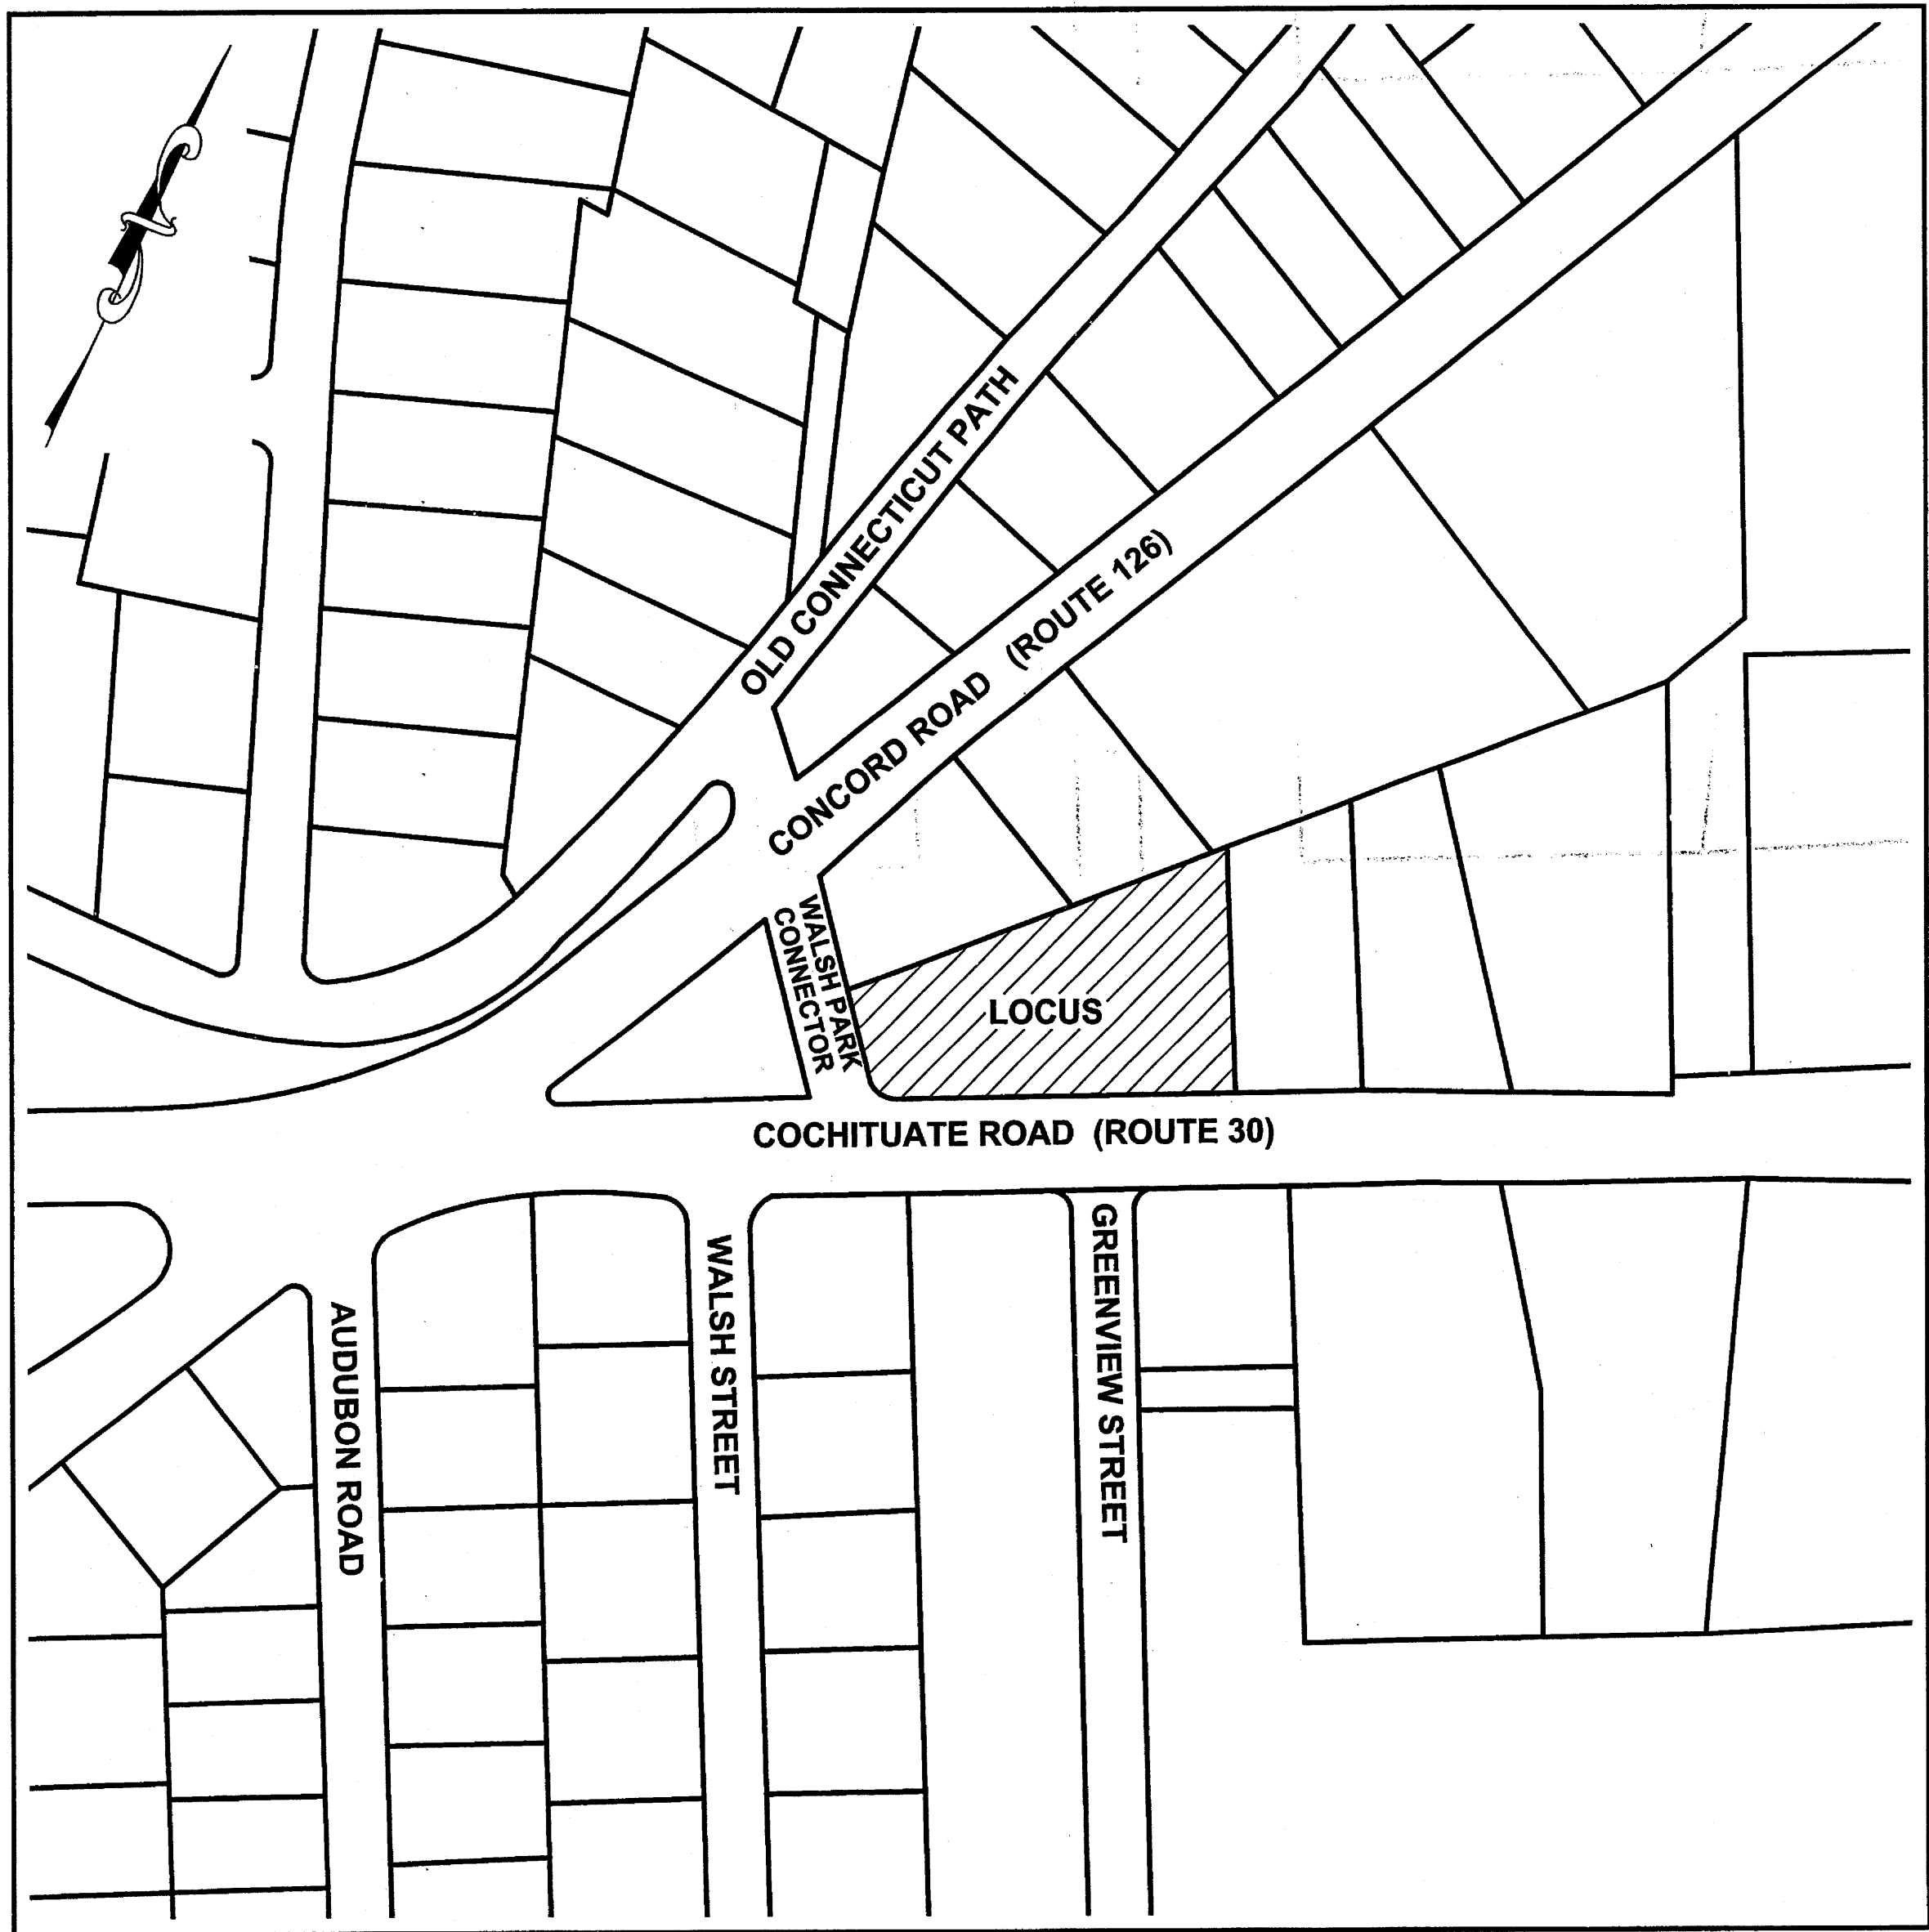 OLD CONNECTICUT PATH
CONCORD ROAD (ROUTE 126)
WALSH PARK
CONNECTOR
LOCUS
COCHITUATE ROAD (ROUTE 30)
AUDUBON ROAD
WALSH STREET
GREENVIEW STREET